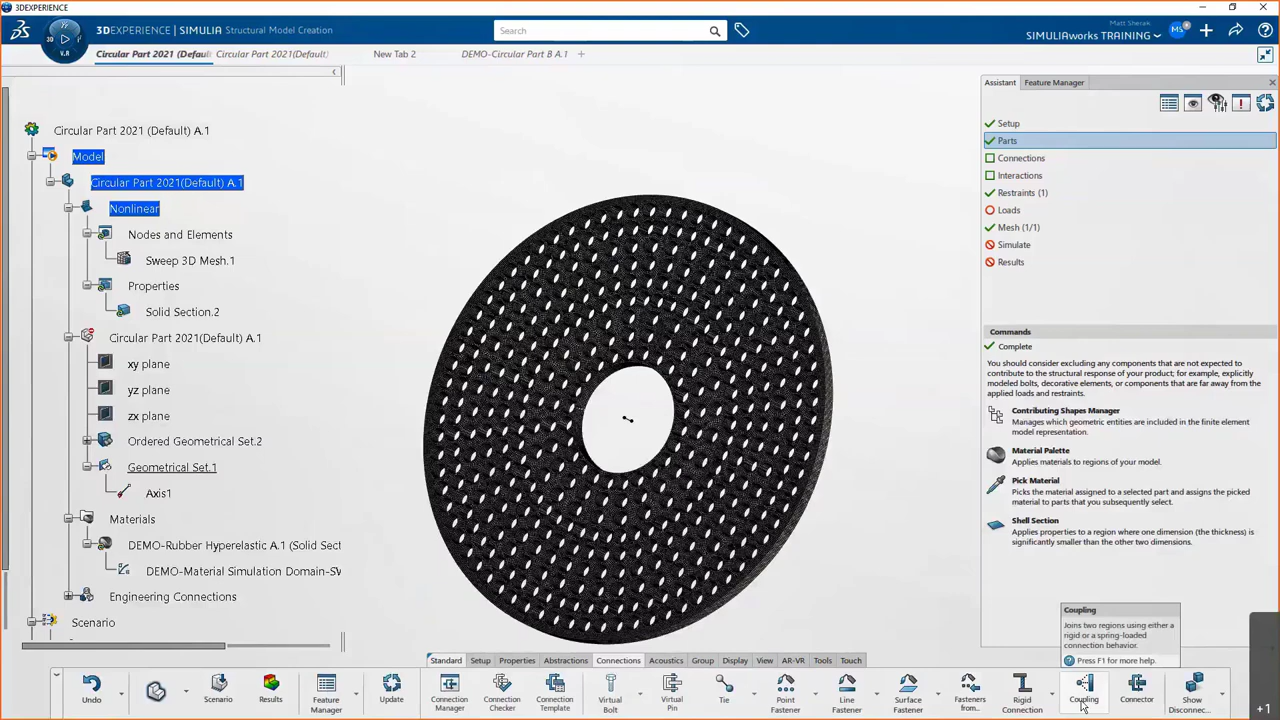 3DEXPERIENCE
3DEXPERIENCE | SIMULIA Structural Model Creation
Search
Matt Sherak
SIMULIAworks TRAINING
MS
3D
V.R
Circular Part 2021 (Defaul
Circular Part 2021(Default)
New Tab 2
DEMO-Circular Part B A.1
Circular Part 2021 (Default) A.1
Model
Circular Part 2021(Default) A.1
Nonlinear
Nodes and Elements
Sweep 3D Mesh.1
Properties
Solid Section.2
Circular Part 2021(Default) A.1
xy plane
yz plane
zx plane
Ordered Geometrical Set.2
Geometrical Set.1
Axis1
Materials
DEMO-Rubber Hyperelastic A.1 (Solid Secti
DEMO-Material Simulation Domain-SV
Engineering Connections
Scenario
Assistant
Feature Manager
Setup
Parts
Connections
Interactions
Restraints (1)
Loads
Mesh (1/1)
Simulate
Results
Commands
Complete
You should consider excluding any components that are not expected to
contribute to the structural response of your product; for example, explicitly
modeled bolts, decorative elements, or components that are far away from the
applied loads and restraints.
Contributing Shapes Manager
Manages which geometric entities are included in the finite element
model representation.
Material Palette
Applies materials to regions of your model.
Pick Material
Picks the material assigned to a selected part and assigns the picked
material to parts that you subsequently select.
Shell Section
Applies properties to a region where one dimension (the thickness) is
significantly smaller than the other two dimensions.
Coupling
Joins two regions using either a
rigid or a spring-loaded
connection behavior.
Press F1 for more help.
Standard Setup Properties Abstractions Connections Acoustics Group Display View AR-VR Tools Touch
Undo
Scenario
Results
Feature
Manager
Update
Connection
Manager
Connection
Checker
Connection
Template
Virtual
Bolt
Virtual
Pin
Tie
Point
Fastener
Line
Fastener
Surface
Fastener
Fasteners
from...
Rigid
Connection
Coupling
Connector
Show
Disconnec...
+1